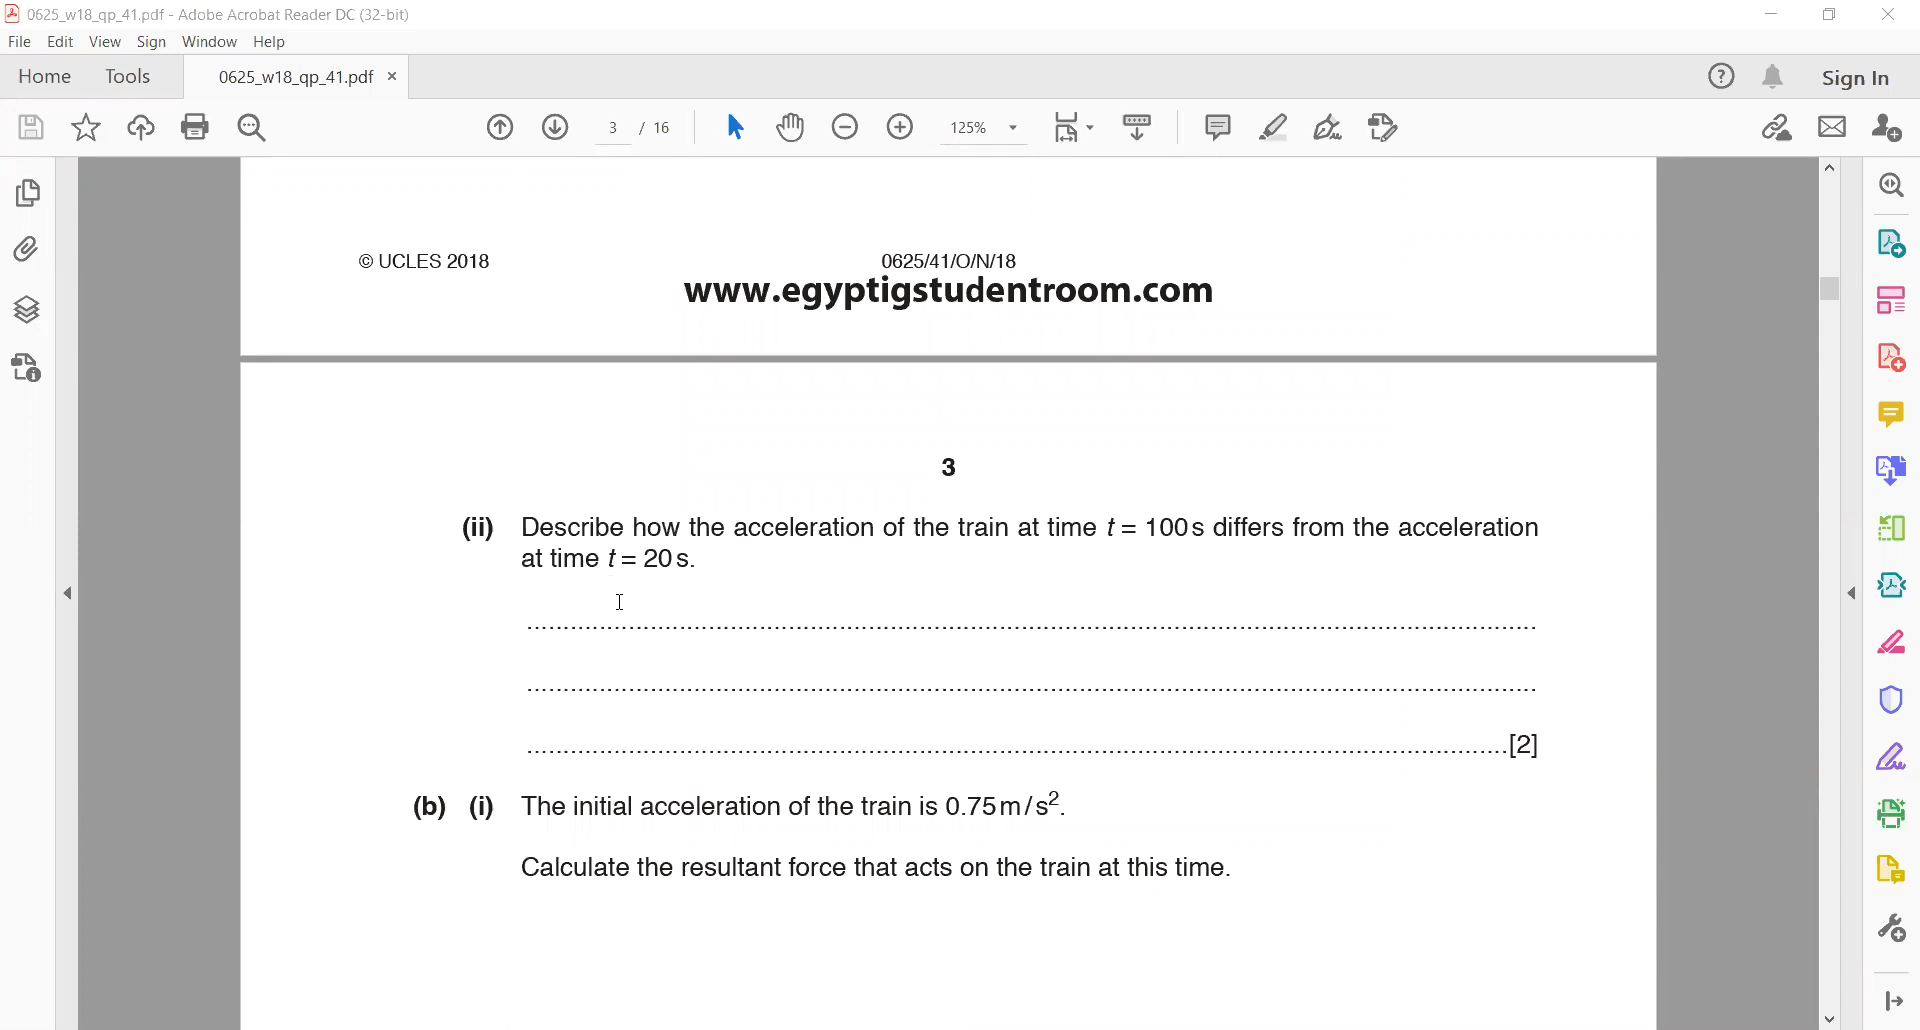 0625_w18_qp_41.pdf - Adobe Acrobat Reader DC (32-bit)
File Edit View Sign Window Help
Home Tools 0625_w18_qp_41.pdf × Sign In
3 / 16 125%
© UCLES 2018 0625/41/O/N/18
www.egyptigstudentroom.com
3
(ii) Describe how the acceleration of the train at time t = 100 s differs from the acceleration
at time t = 20 s.
..........................................................................................................................................
..........................................................................................................................................
......................................................................................................................................[2]
(b) (i) The initial acceleration of the train is 0.75 m/s².
Calculate the resultant force that acts on the train at this time.